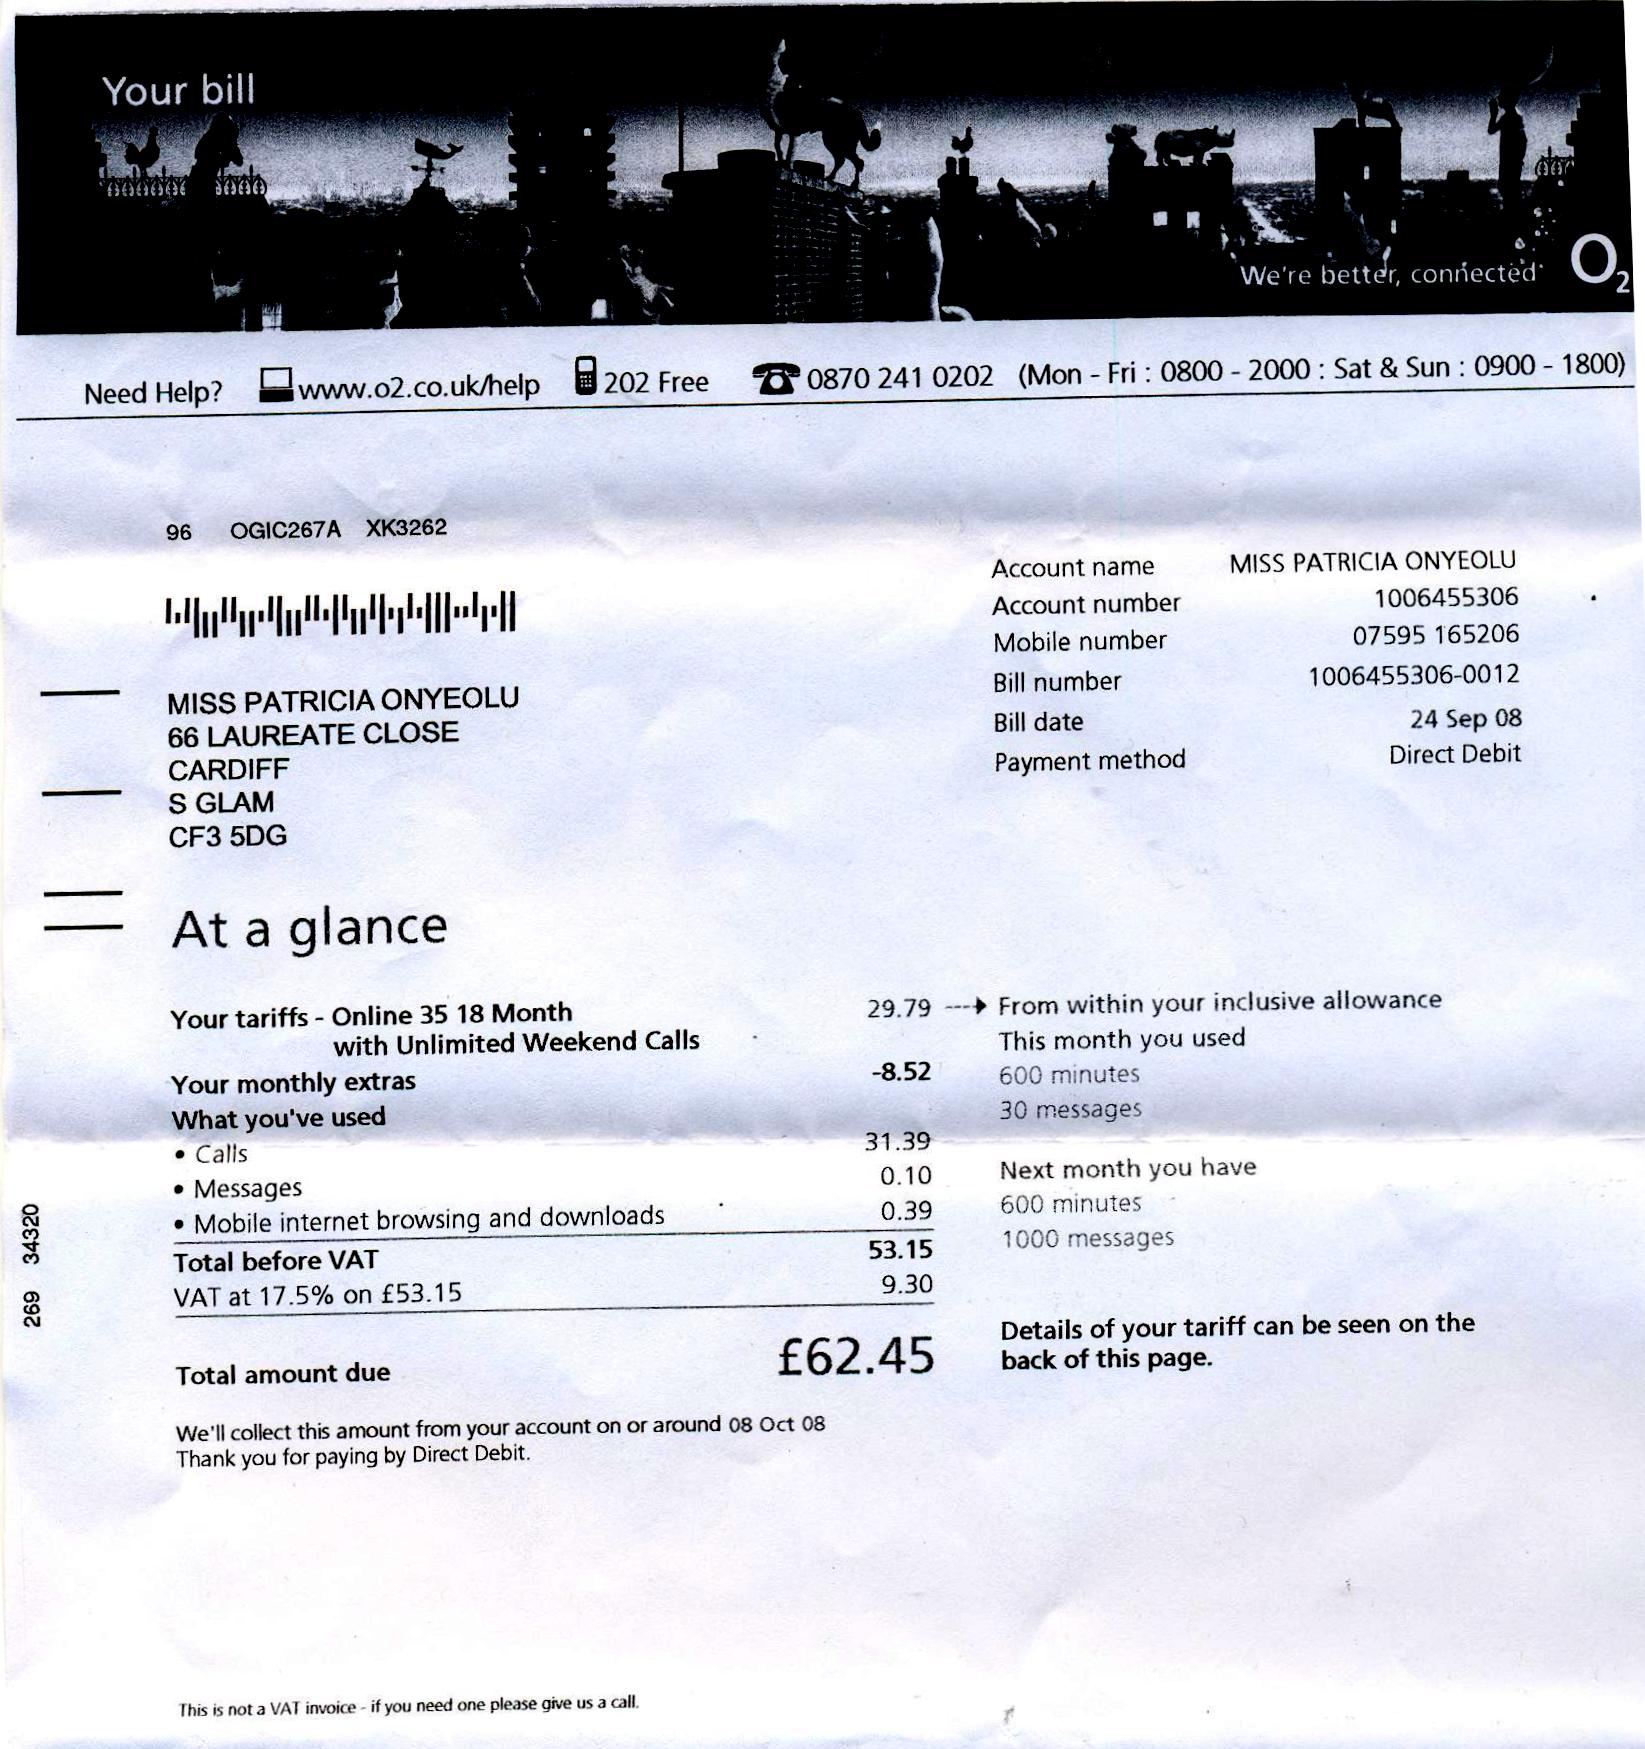 Your bill
We're better, connected
O2
Need Help? www.o2.co.uk/help 202 Free 0870 241 0202 (Mon - Fri : 0800 - 2000 : Sat & Sun : 0900 - 1800)
96 OGIC267A XK3262
MISS PATRICIA ONYEOLU
66 LAUREATE CLOSE
CARDIFF
S GLAM
CF3 5DG
Account name MISS PATRICIA ONYEOLU
Account number 1006455306
Mobile number 07595 165206
Bill number 1006455306-0012
Bill date 24 Sep 08
Payment method Direct Debit
At a glance
Your tariffs - Online 35 18 Month 29.79
with Unlimited Weekend Calls
Your monthly extras -8.52
What you've used
• Calls 31.39
• Messages 0.10
• Mobile internet browsing and downloads 0.39
Total before VAT 53.15
VAT at 17.5% on £53.15 9.30
Total amount due £62.45
From within your inclusive allowance
This month you used
600 minutes
30 messages
Next month you have
600 minutes
1000 messages
Details of your tariff can be seen on the
back of this page.
We'll collect this amount from your account on or around 08 Oct 08
Thank you for paying by Direct Debit.
269 34320
This is not a VAT invoice - if you need one please give us a call.